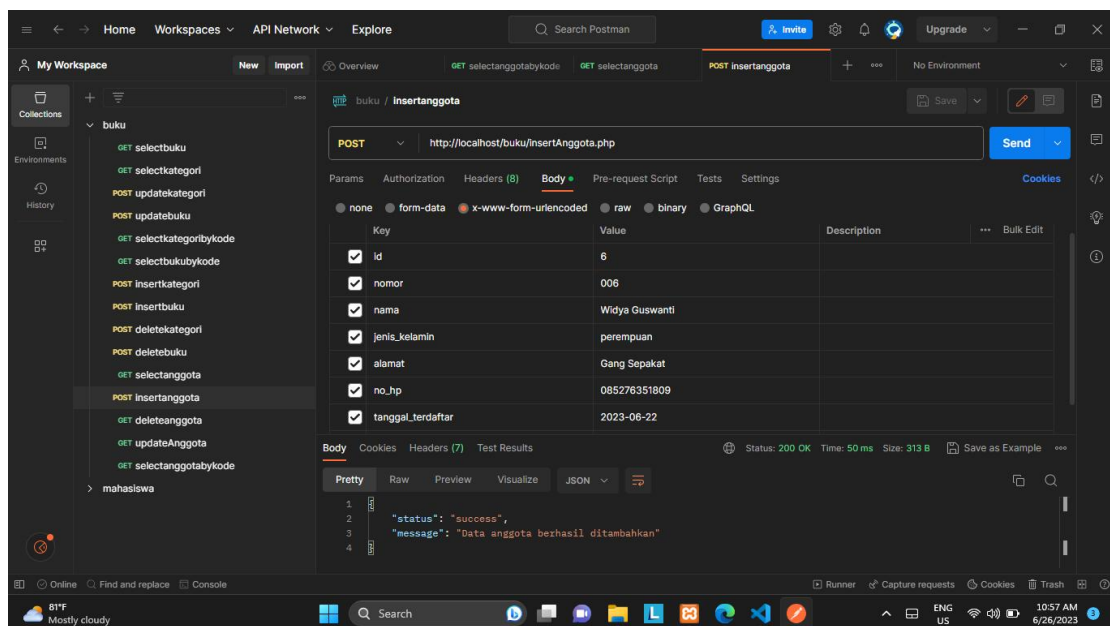 Home Workspaces API Network Explore Search Postman Invite Upgrade
My Workspace New Import Overview GET selectanggotabykode GET selectanggota POST insertanggota No Environment
Collections
Environments
History
buku
GET selectbuku
GET selectkategori
POST updatekategori
POST updatebuku
GET selectkategoribykode
GET selectbukubykode
POST insertkategori
POST insertbuku
POST deletekategori
POST deletebuku
GET selectanggota
POST insertanggota
GET deleteanggota
GET updateAnggota
GET selectanggotabykode
mahasiswa
HTTP buku / insertanggota Save
POST http://localhost/buku/insertAnggota.php Send
Params Authorization Headers (8) Body Pre-request Script Tests Settings Cookies
none form-data x-www-form-urlencoded raw binary GraphQL
Key Value Description Bulk Edit
id 6
nomor 006
nama Widya Guswanti
jenis_kelamin perempuan
alamat Gang Sepakat
no_hp 085276351809
tanggal_terdaftar 2023-06-22
Body Cookies Headers (7) Test Results Status: 200 OK Time: 50 ms Size: 313 B Save as Example
Pretty Raw Preview Visualize JSON
1 {
2 "status": "success",
3 "message": "Data anggota berhasil ditambahkan"
4 }
Online Find and replace Console Runner Capture requests Cookies Trash
81°F
Mostly cloudy
Search
ENG
US
10:57 AM
6/26/2023
3